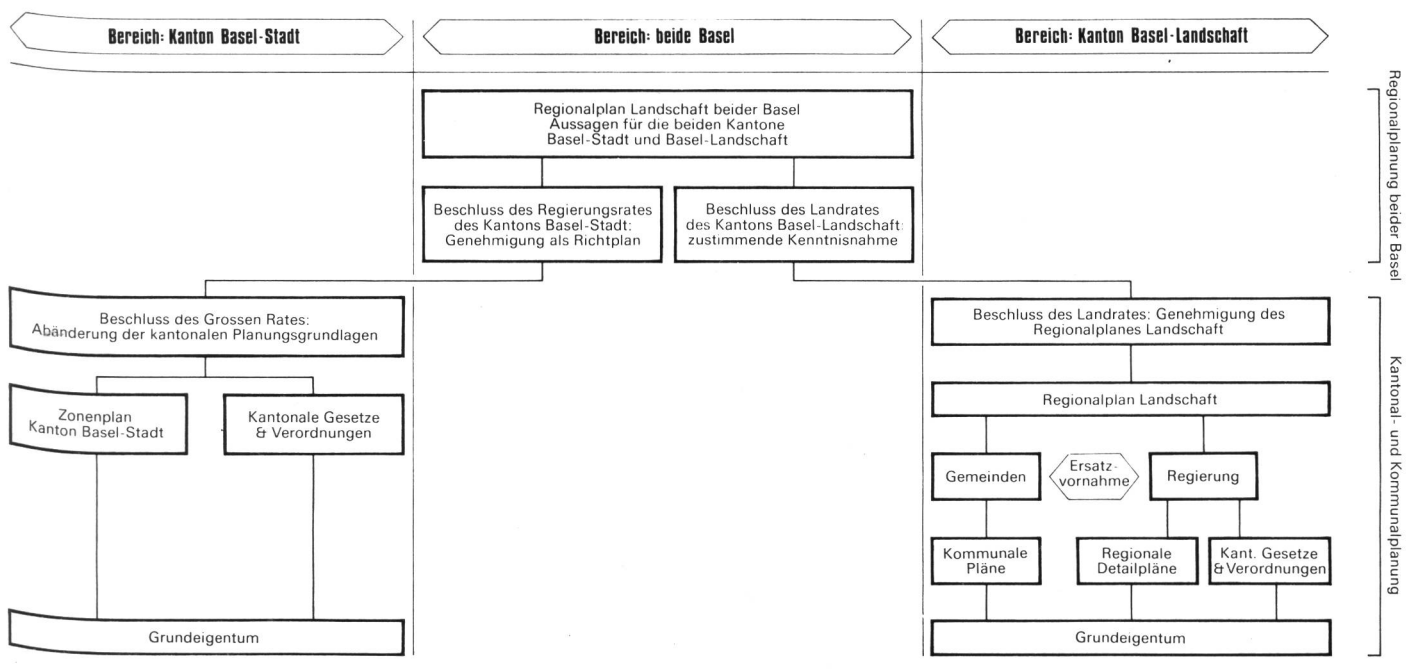 Bereich: Kanton Basel-Stadt
Bereich: beide Basel
Bereich: Kanton Basel-Landschaft
Regionalplan Landschaft beider Basel
Aussagen für die beiden Kantone
Basel-Stadt und Basel-Landschaft
Beschluss des Regierungsrates
des Kantons Basel-Stadt:
Genehmigung als Richtplan
Beschluss des Landrates
des Kantons Basel-Landschaft:
zustimmende Kenntnisnahme
Regionalplanung beider Basel
Beschluss des Grossen Rates:
Abänderung der kantonalen Planungsgrundlagen
Zonenplan
Kanton Basel-Stadt
Kantonale Gesetze
& Verordnungen
Grundeigentum
Beschluss des Landrates: Genehmigung des
Regionalplanes Landschaft
Regionalplan Landschaft
Gemeinden
Ersatz-
vornahme
Regierung
Kommunale
Pläne
Regionale
Detailpläne
Kant. Gesetze
& Verordnungen
Grundeigentum
Kantonal- und Kommunalplanung